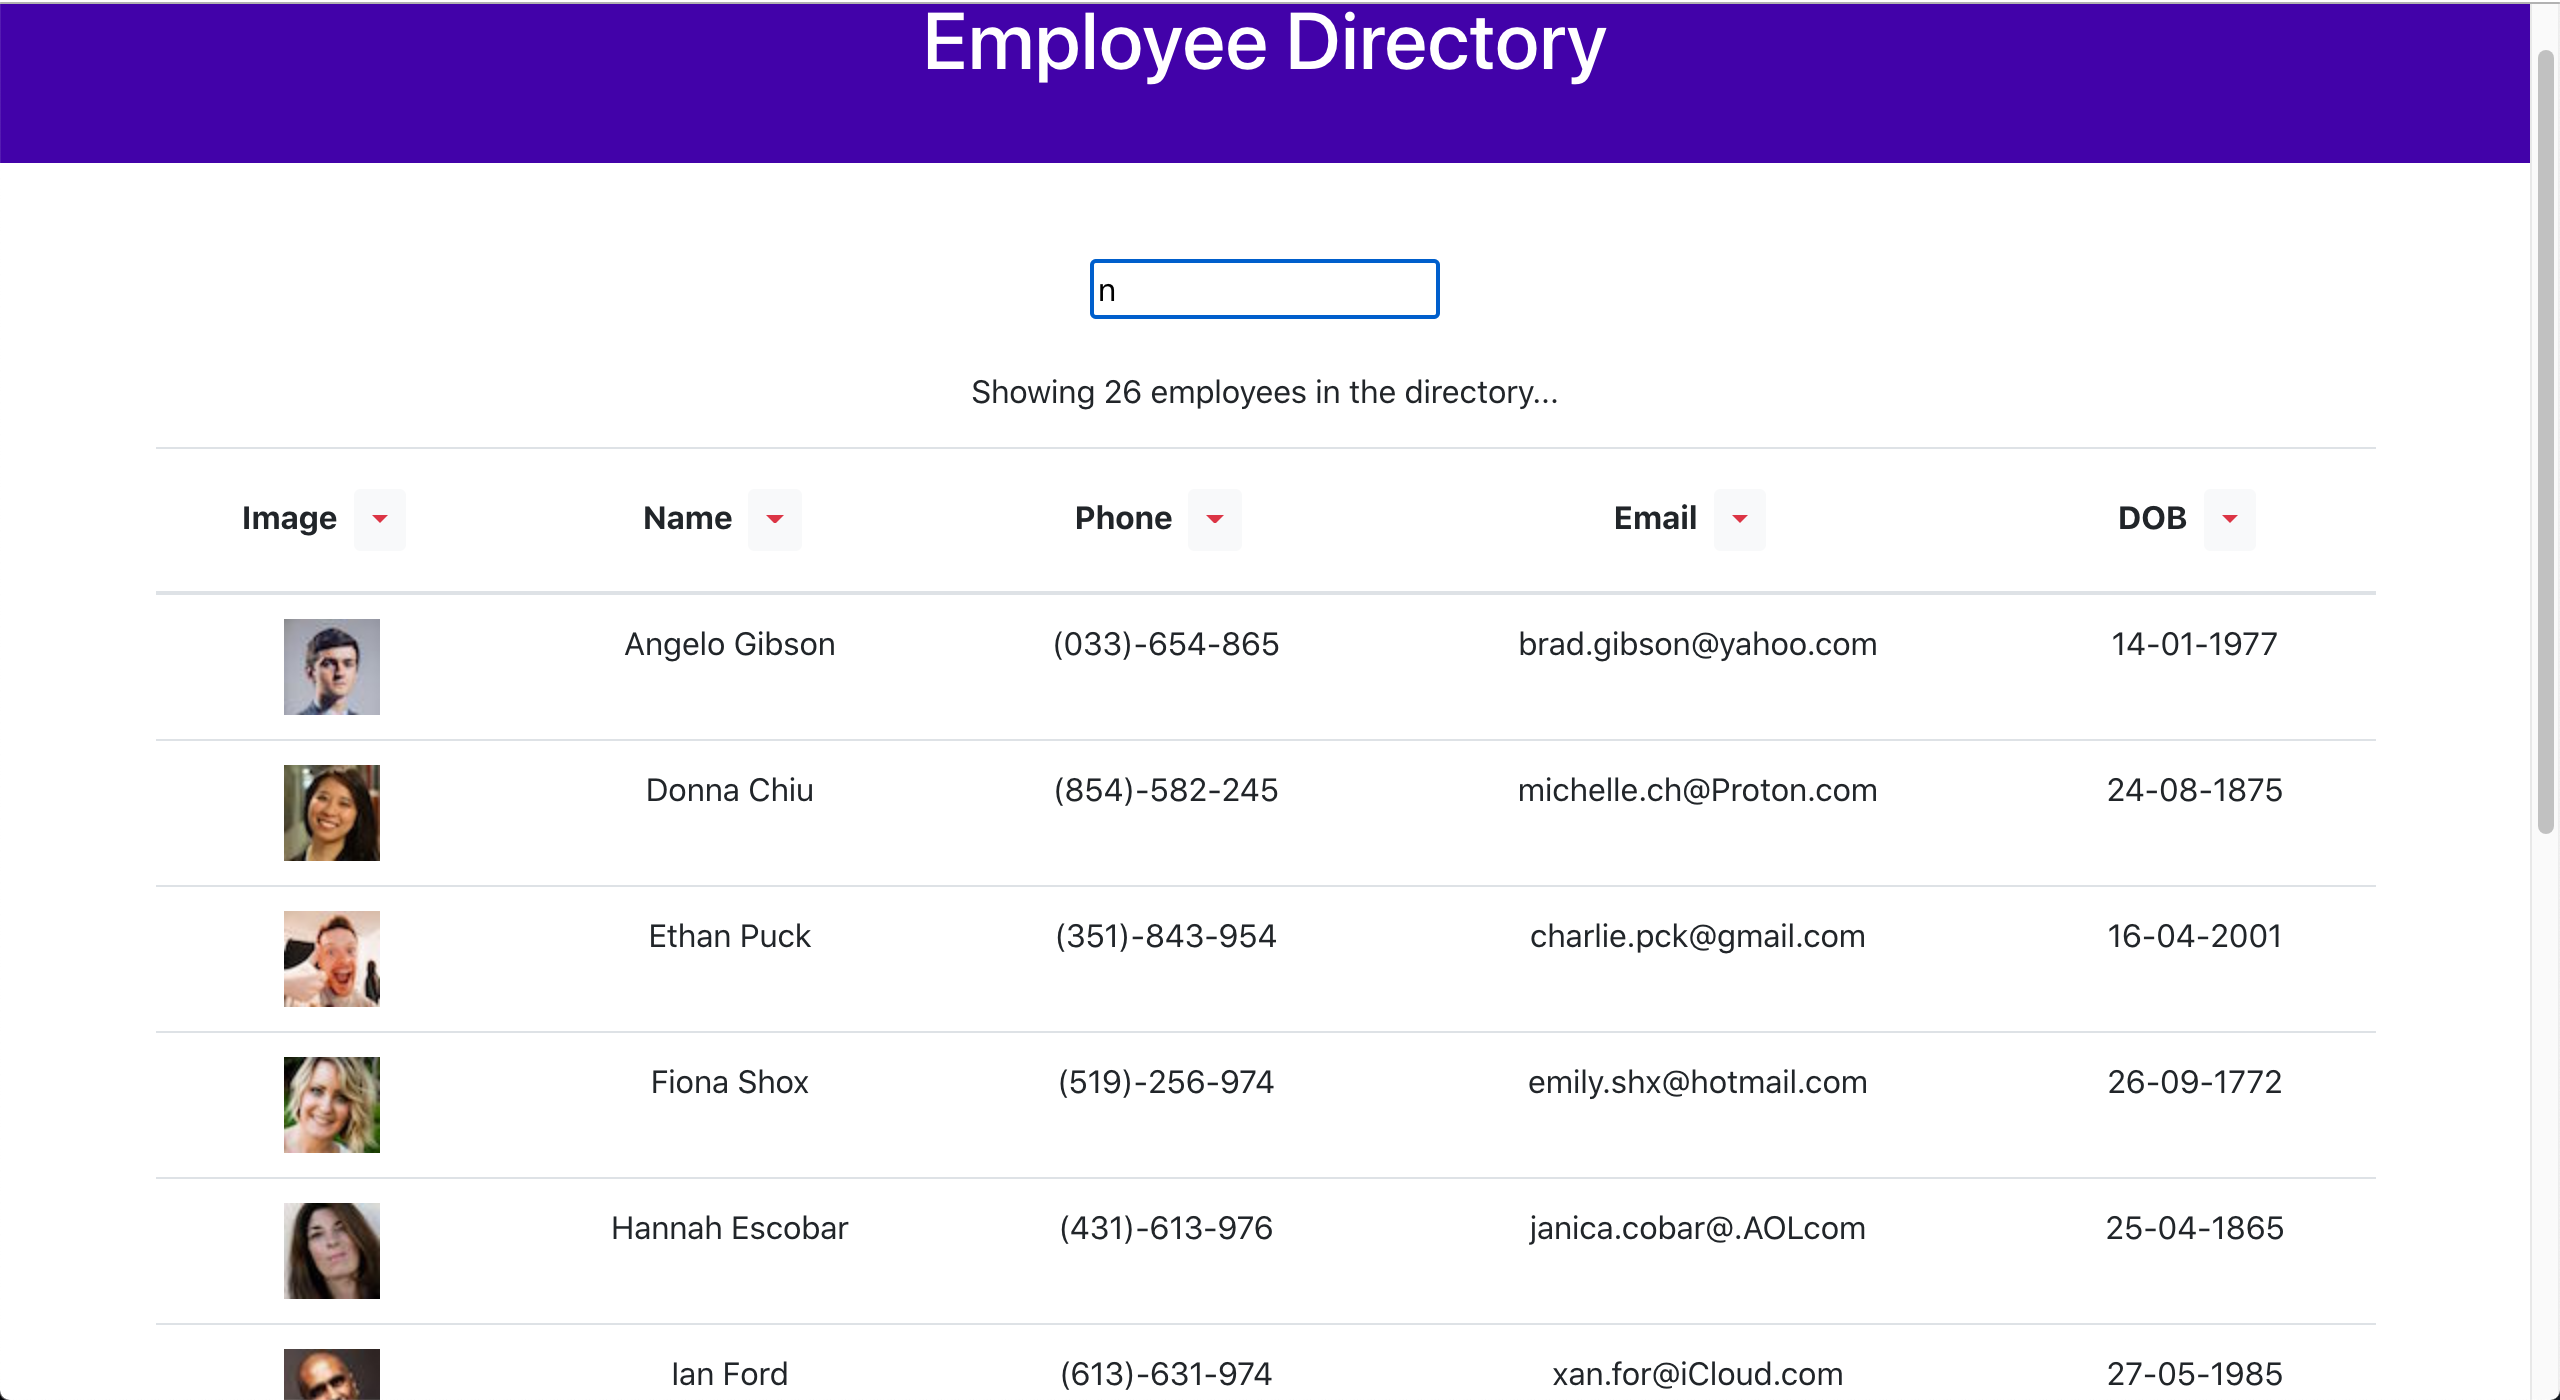 Employee Directory
n
Showing 26 employees in the directory...
Image Name Phone Email DOB
Angelo Gibson (033)-654-865 brad.gibson@yahoo.com 14-01-1977
Donna Chiu (854)-582-245 michelle.ch@Proton.com 24-08-1875
Ethan Puck (351)-843-954 charlie.pck@gmail.com 16-04-2001
Fiona Shox (519)-256-974 emily.shx@hotmail.com 26-09-1772
Hannah Escobar (431)-613-976 janica.cobar@.AOLcom 25-04-1865
Ian Ford (613)-631-974 xan.for@iCloud.com 27-05-1985